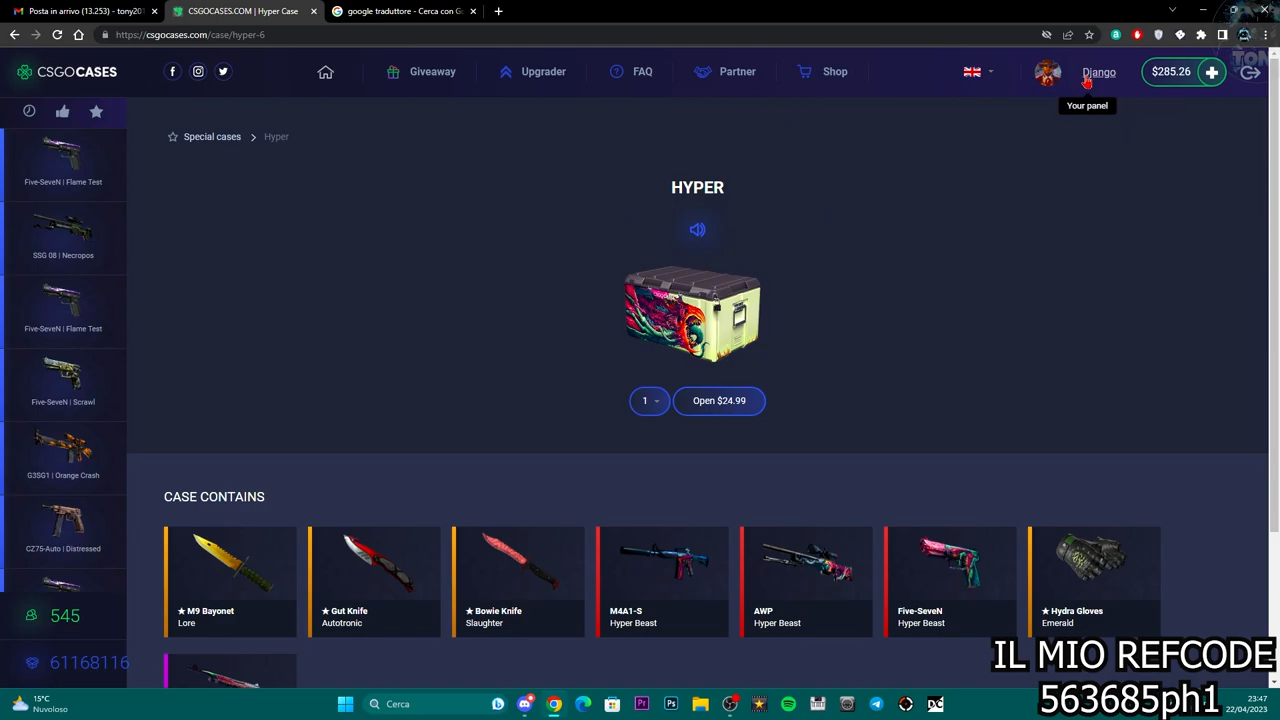 Posta in arrivo (13.253) - tony201
CSGOCASES.COM | Hyper Case
google traduttore - Cerca con G
https://csgocases.com/case/hyper-6
CSGOCASES
Giveaway
Upgrader
FAQ
Partner
Shop
Django
$285.26
Your panel
Special cases > Hyper
HYPER
1
Open $24.99
Five-SeveN | Flame Test
SSG 08 | Necropos
Five-SeveN | Flame Test
Five-SeveN | Scrawl
G3SG1 | Orange Crash
CZ75-Auto | Distressed
545
61168116
CASE CONTAINS
★ M9 Bayonet
Lore
★ Gut Knife
Autotronic
★ Bowie Knife
Slaughter
M4A1-S
Hyper Beast
AWP
Hyper Beast
Five-SeveN
Hyper Beast
★ Hydra Gloves
Emerald
IL MIO REFCODE
563685ph1
15°C
Nuvoloso
Cerca
23:47
22/04/2023